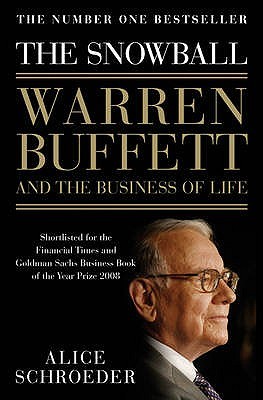 THE NUMBER ONE BESTSELLER
THE SNOWBALL
WARREN
BUFFETT
AND THE BUSINESS OF LIFE
Shortlisted for the
Financial Times and
Goldman Sachs Business Book
of the Year Prize 2008
ALICE
SCHROEDER